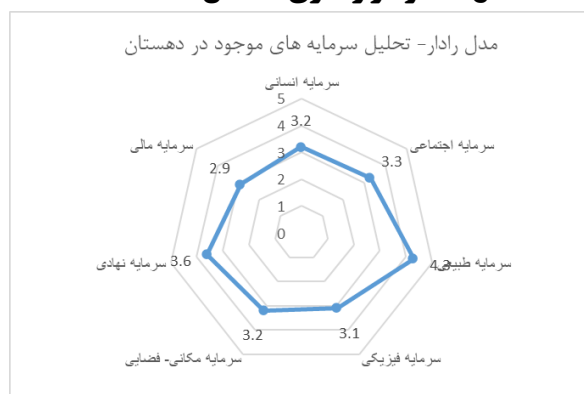 مدل رادار- تحلیل سرمایه های موجود در دهستان
سرمایه انسانی
5
4
3
2
1
0
3.2
سرمایه اجتماعی
3.3
سرمایه طبیعی
4.3
سرمایه فیزیکی
3.1
سرمایه مکانی- فضایی
3.2
سرمایه نهادی
3.6
سرمایه مالی
2.9